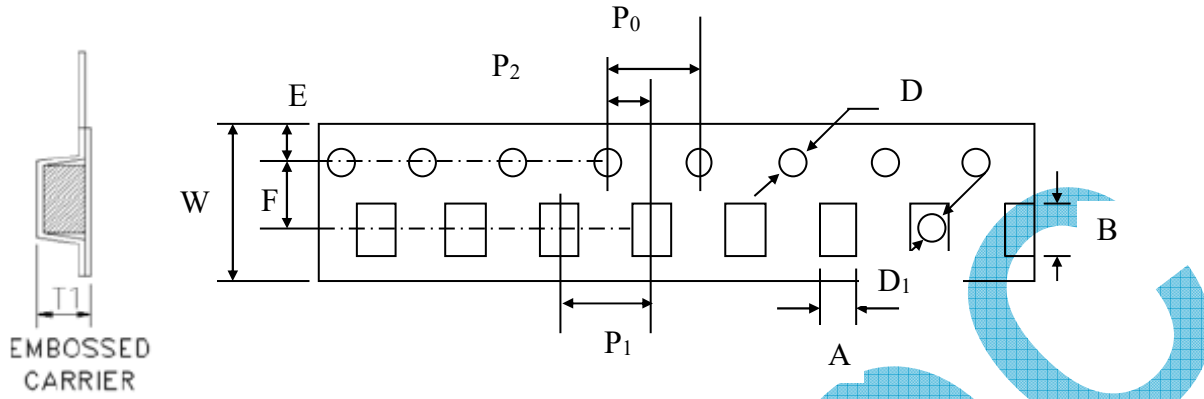 P₀
P₂
E
D
W
F
B
D₁
T1
P₁
A
EMBOSSED
CARRIER